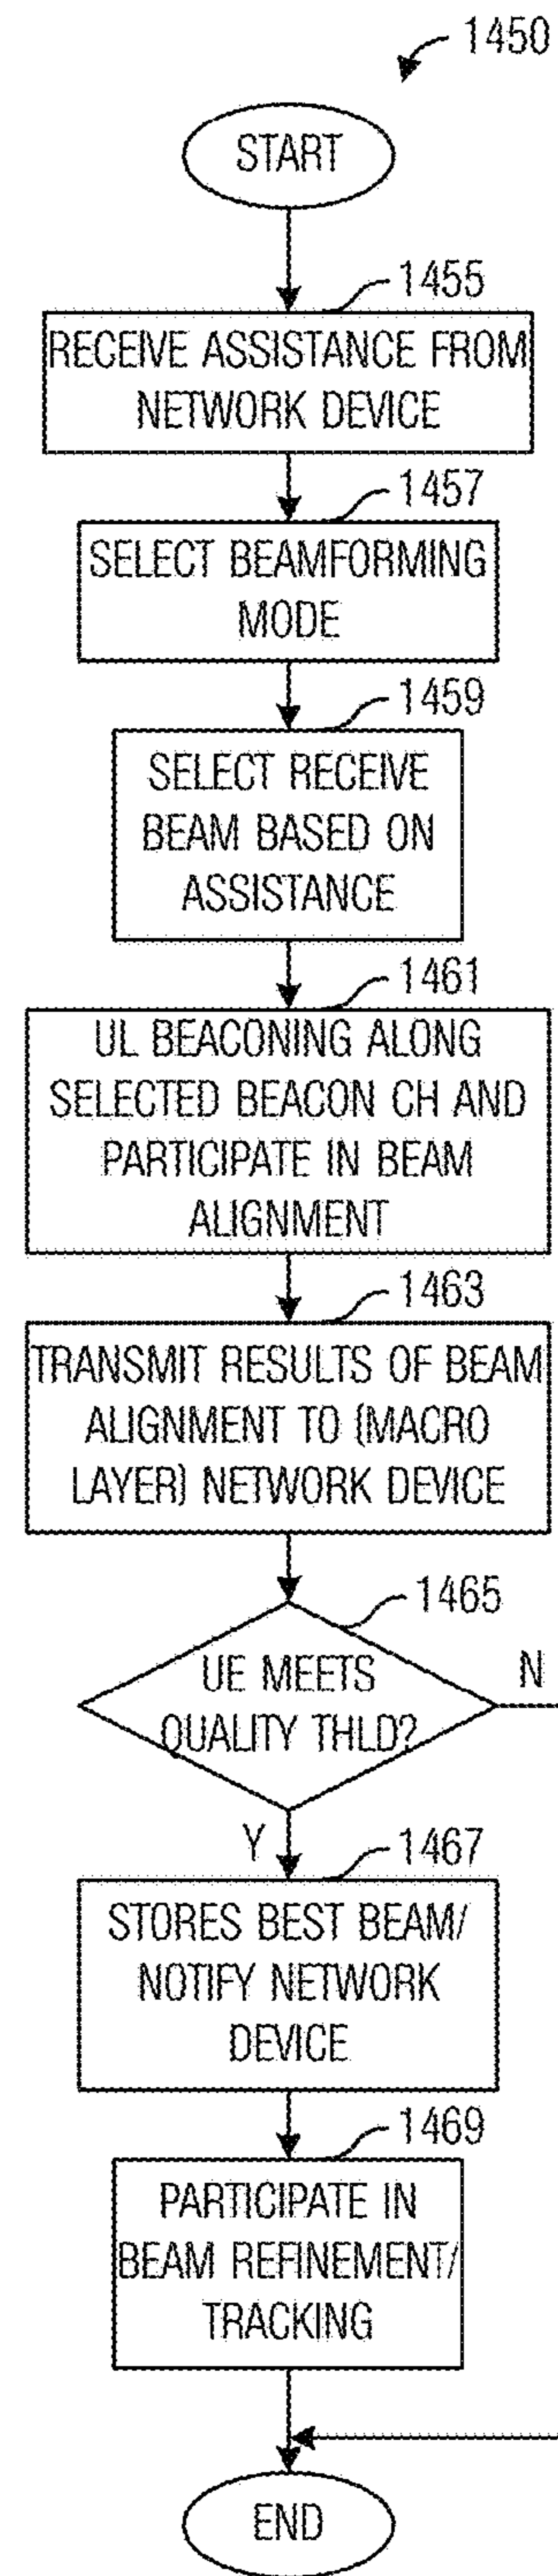 1450
START
1455
RECEIVE ASSISTANCE FROM
NETWORK DEVICE
1457
SELECT BEAMFORMING
MODE
1459
SELECT RECEIVE
BEAM BASED ON
ASSISTANCE
1461
UL BEACONING ALONG
SELECTED BEACON CH AND
PARTICIPATE IN BEAM
ALIGNMENT
1463
TRANSMIT RESULTS OF BEAM
ALIGNMENT TO (MACRO
LAYER) NETWORK DEVICE
1465
UE MEETS
QUALITY THLD?
N
Y
1467
STORES BEST BEAM/
NOTIFY NETWORK
DEVICE
1469
PARTICIPATE IN
BEAM REFINEMENT/
TRACKING
END